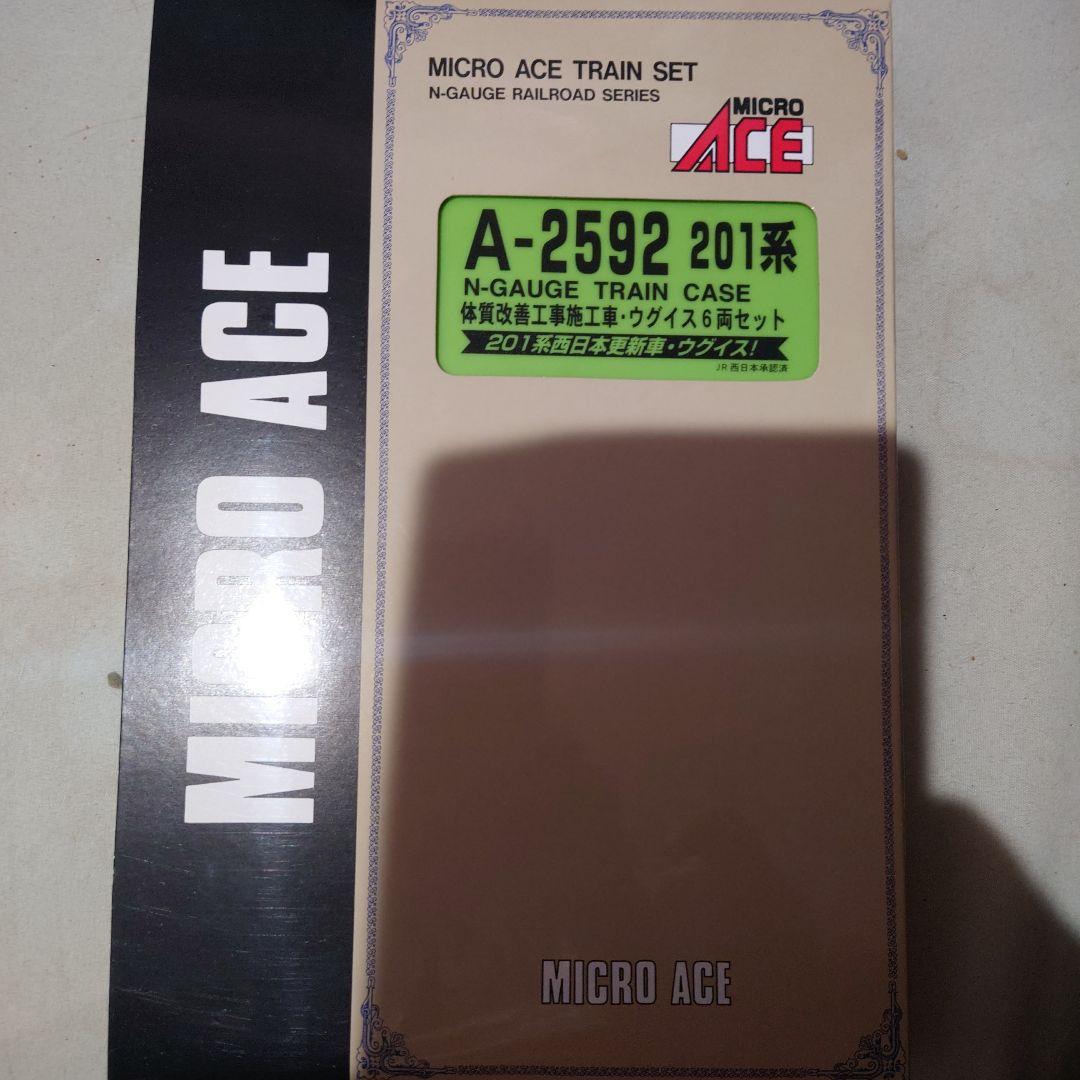 MICRO ACE
MICRO ACE TRAIN SET
N-GAUGE RAILROAD SERIES
MICRO
ACE
A-2592 201系
N-GAUGE TRAIN CASE
体質改善工事施工車・ウグイス6両セット
201系西日本更新車・ウグイス!
JR西日本承認済
MICRO ACE